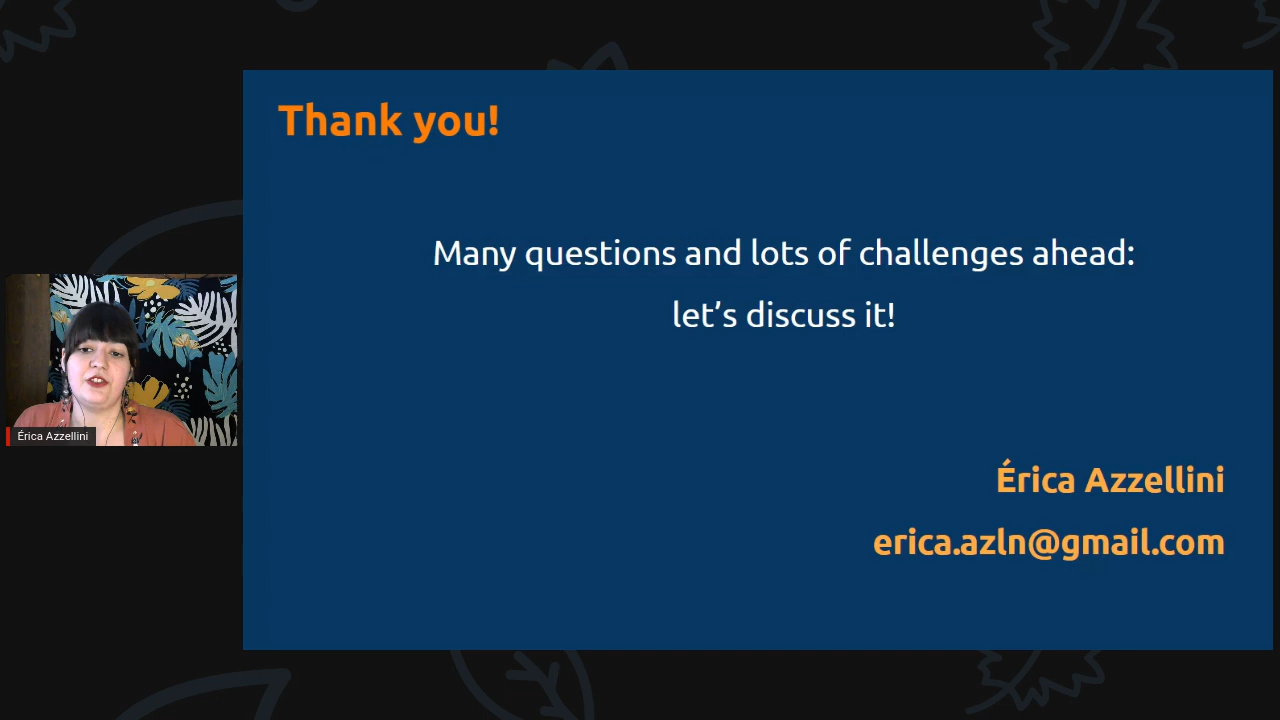 Thank you!
Many questions and lots of challenges ahead:
let’s discuss it!
Érica Azzellini
erica.azln@gmail.com
Érica Azzellini